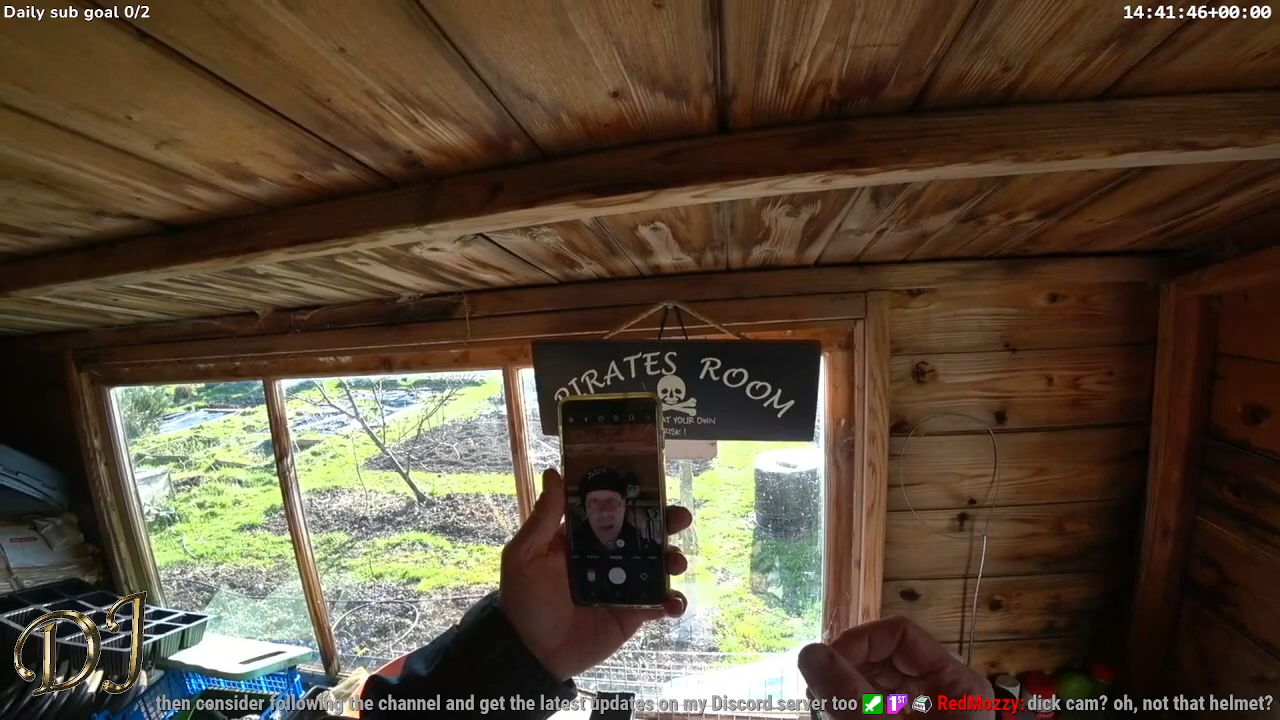 Daily sub goal 0/2
14:41:46+00:00
PIRATES ROOM
AT YOUR OWN
RISK !
DJ
then consider following the channel and get the latest updates on my Discord server too 1ST RedMozzy: dick cam? oh, not that helmet?